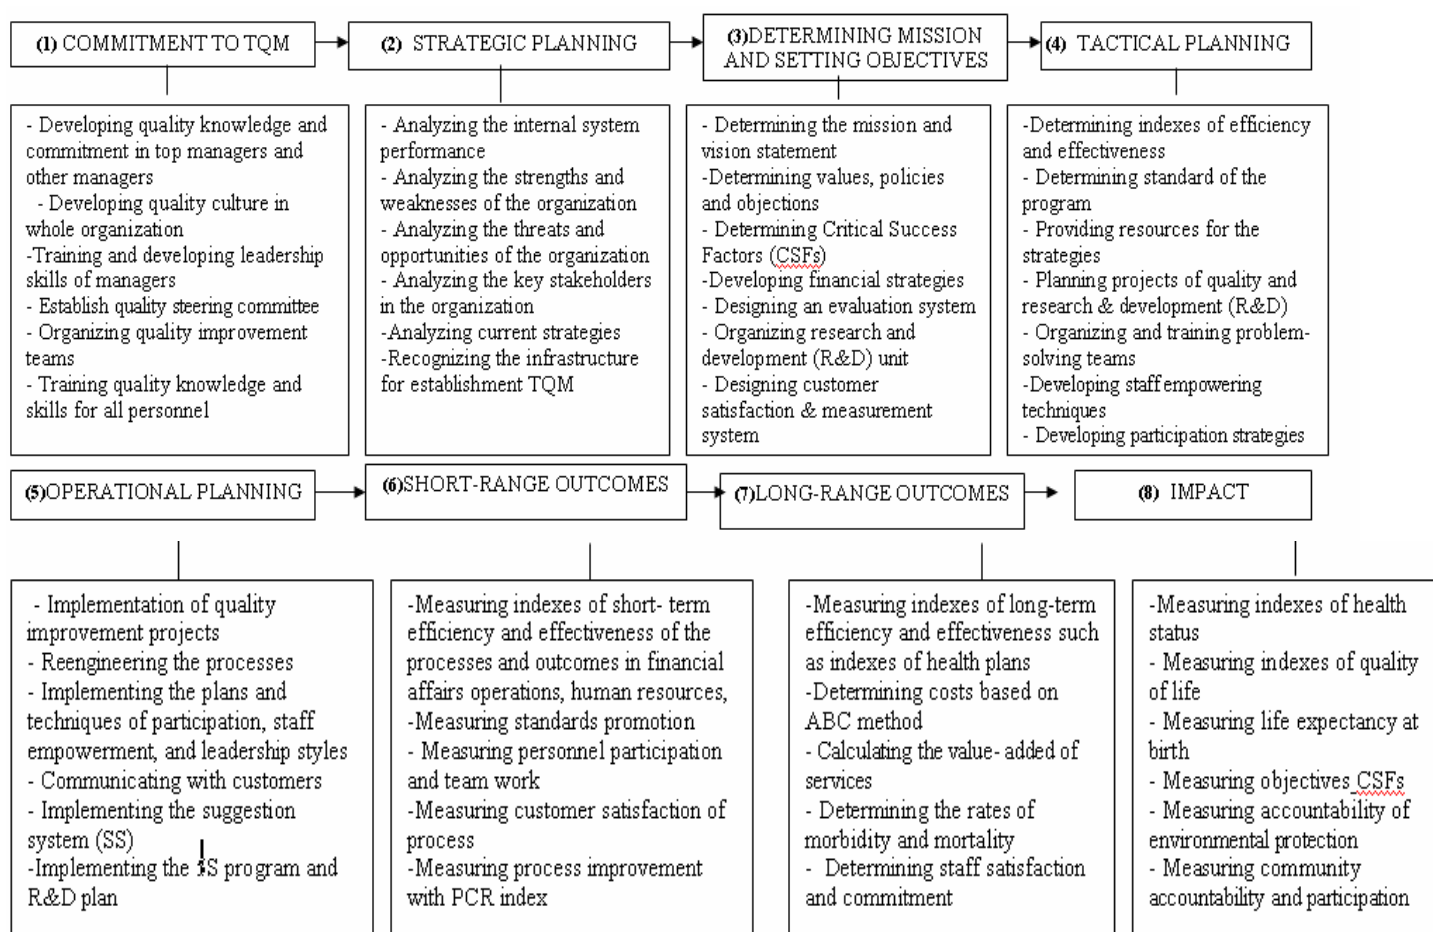 (1) COMMITMENT TO TQM
(2) STRATEGIC PLANNING
(3)DETERMINING MISSION
AND SETTING OBJECTIVES
(4) TACTICAL PLANNING
- Developing quality knowledge and
commitment in top managers and
other managers
- Developing quality culture in
whole organization
-Training and developing leadership
skills of managers
- Establish quality steering committee
- Organizing quality improvement
teams
- Training quality knowledge and
skills for all personnel
- Analyzing the internal system
performance
- Analyzing the strengths and
weaknesses of the organization
- Analyzing the threats and
opportunities of the organization
- Analyzing the key stakeholders
in the organization
-Analyzing current strategies
-Recognizing the infrastructure
for establishment TQM
- Determining the mission and
vision statement
-Determining values, policies
and objections
- Determining Critical Success
Factors (CSFs)
-Developing financial strategies
- Designing an evaluation system
- Organizing research and
development (R&D) unit
- Designing customer
satisfaction & measurement
system
-Determining indexes of efficiency
and effectiveness
- Determining standard of the
program
- Providing resources for the
strategies
- Planning projects of quality and
research & development (R&D)
- Organizing and training problem-
solving teams
-Developing staff empowering
techniques
- Developing participation strategies
(5)OPERATIONAL PLANNING
(6)SHORT-RANGE OUTCOMES
(7)LONG-RANGE OUTCOMES
(8) IMPACT
- Implementation of quality
improvement projects
- Reengineering the processes
- Implementing the plans and
techniques of participation, staff
empowerment, and leadership styles
- Communicating with customers
- Implementing the suggestion
system (SS)
-Implementing the program and
R&D plan
-Measuring indexes of short- term
efficiency and effectiveness of the
processes and outcomes in financial
affairs operations, human resources,
-Measuring standards promotion
- Measuring personnel participation
and team work
-Measuring customer satisfaction of
process
-Measuring process improvement
with PCR index
-Measuring indexes of long-term
efficiency and effectiveness such
as indexes of health plans
-Determining costs based on
ABC method
- Calculating the value- added of
services
- Determining the rates of
morbidity and mortality
- Determining staff satisfaction
and commitment
-Measuring indexes of health
status
- Measuring indexes of quality
of life
- Measuring life expectancy at
birth
- Measuring objectives CSFs
- Measuring accountability of
environmental protection
- Measuring community
accountability and participation